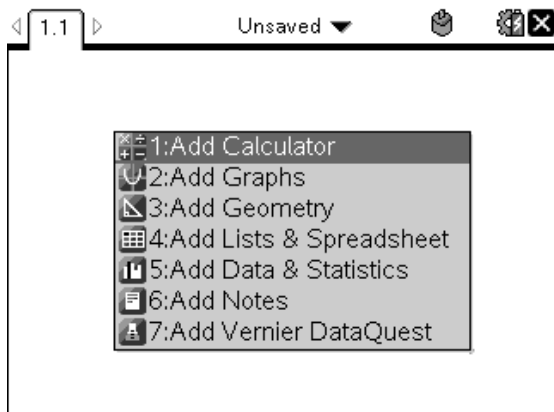 1.1 Unsaved
1:Add Calculator
2:Add Graphs
3:Add Geometry
4:Add Lists & Spreadsheet
5:Add Data & Statistics
6:Add Notes
7:Add Vernier DataQuest